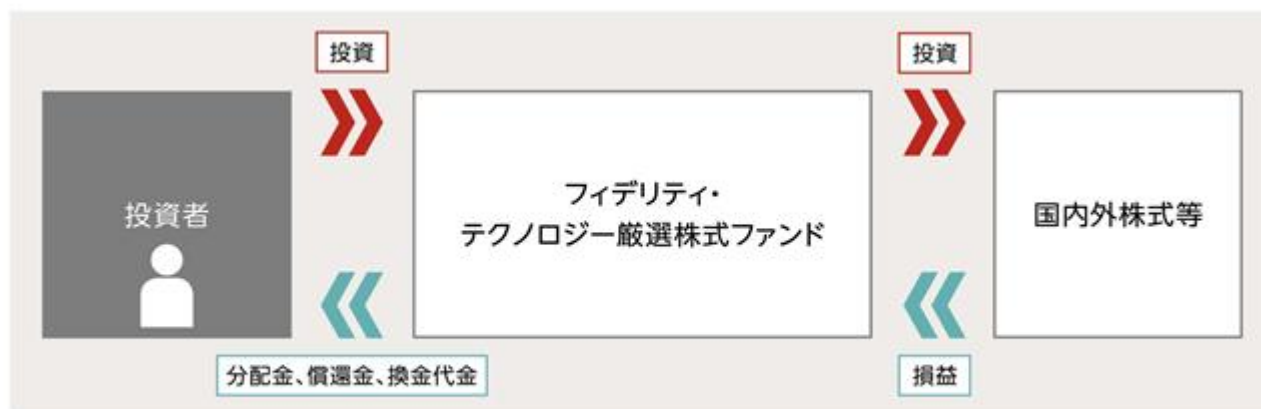 投資
投資
投資者
フィデリティ・
テクノロジー厳選株式ファンド
国内外株式等
分配金、償還金、換金代金
損益